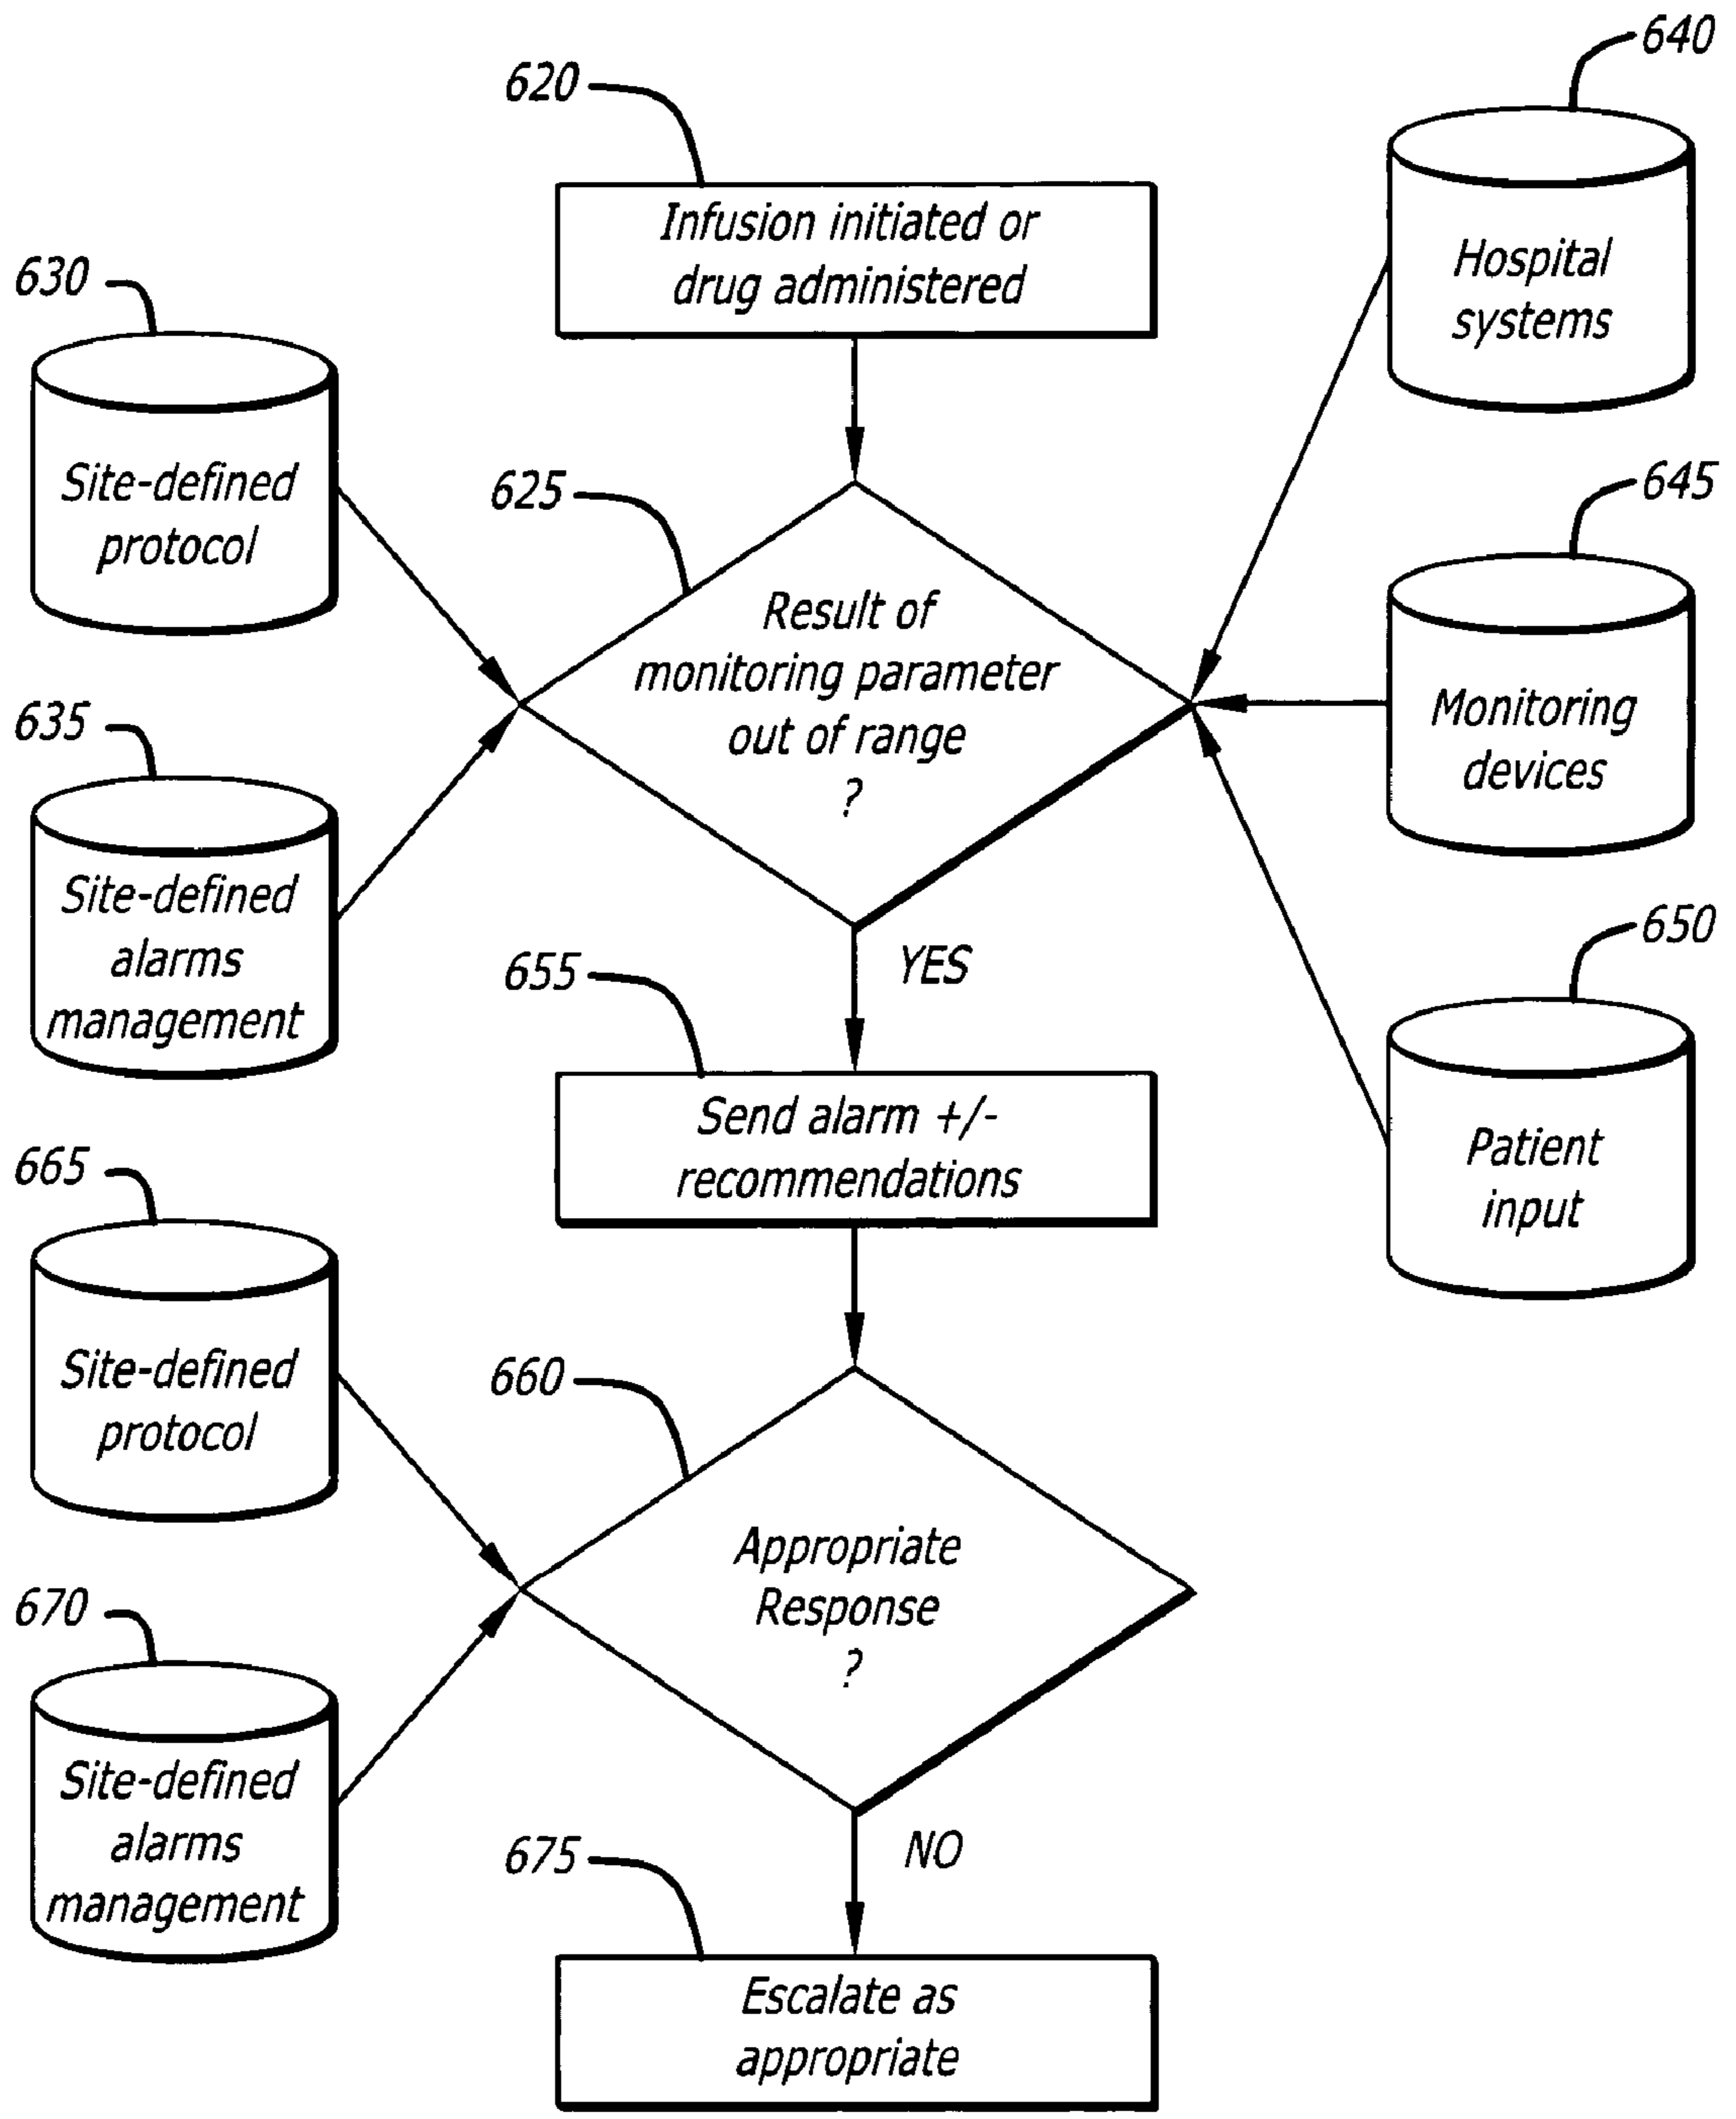 640
620
Infusion initiated or
drug administered
Hospital
systems
630
Site-defined
protocol
625
645
Result of
monitoring parameter
out of range
?
Monitoring
devices
635
Site-defined
alarms
management
YES
650
655
Send alarm +/-
recommendations
Patient
input
665
Site-defined
protocol
660
Appropriate
Response
?
670
Site-defined
alarms
management
NO
675
Escalate as
appropriate